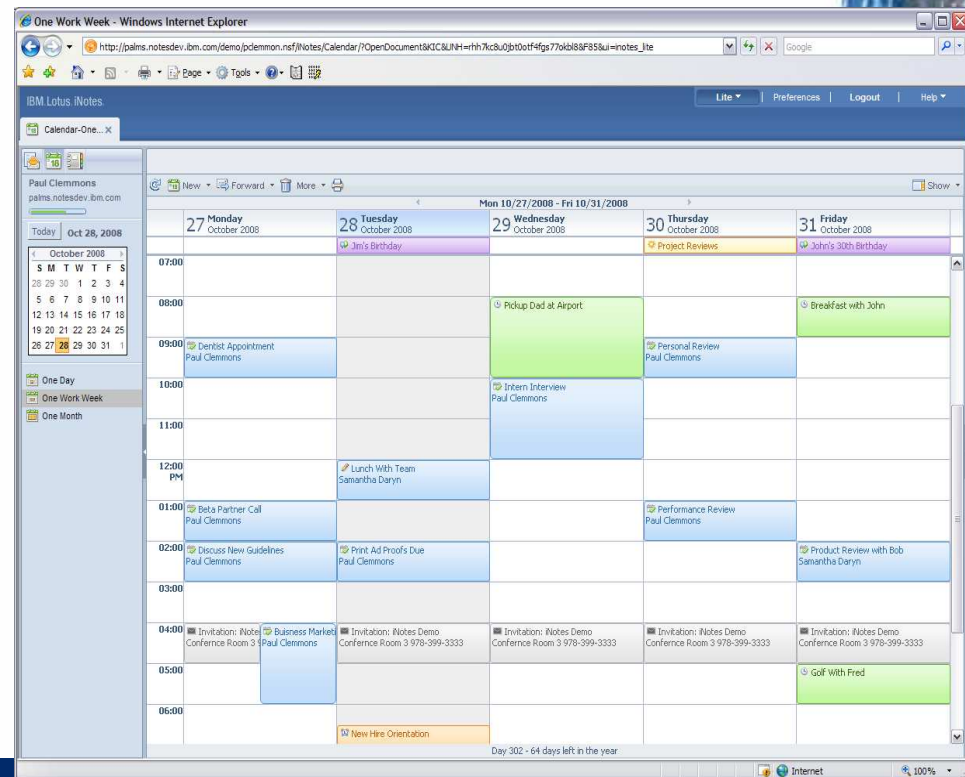 One Work Week - Windows Internet Explorer
http://palms.notesdev.ibm.com/demo/pclemmon.nsf/iNotes/Calendar/?OpenDocument&KIC&UNH=rhh7kc8u0jbt0otf4fgs77okbl8&F85&ui=inotes_lite
Google
Page Tools
IBM Lotus iNotes
Lite | Preferences | Logout | Help
Calendar-One... X
Paul Clemmons
palms.notesdev.ibm.com
New Forward More
Show
Mon 10/27/2008 - Fri 10/31/2008
Today Oct 28, 2008
27 Monday October 2008
28 Tuesday October 2008
29 Wednesday October 2008
30 Thursday October 2008
31 Friday October 2008
Jim's Birthday
Project Reviews
John's 30th Birthday
October 2008
S M T W T F S
28 29 30 1 2 3 4
5 6 7 8 9 10 11
12 13 14 15 16 17 18
19 20 21 22 23 24 25
26 27 28 29 30 31 1
One Day
One Work Week
One Month
07:00
08:00
Pickup Dad at Airport
Breakfast with John
09:00
Dentist Appointment
Paul Clemmons
Personal Review
Paul Clemmons
10:00
Intern Interview
Paul Clemmons
11:00
12:00
PM
Lunch With Team
Samantha Daryn
01:00
Beta Partner Call
Paul Clemmons
Performance Review
Paul Clemmons
02:00
Discuss New Guidelines
Paul Clemmons
Print Ad Proofs Due
Paul Clemmons
Product Review with Bob
Samantha Daryn
03:00
04:00
Invitation: iNote
Confernce Room 3 9
Buisness Marketi
Paul Clemmons
Invitation: iNotes Demo
Confernce Room 3 978-399-3333
Invitation: iNotes Demo
Confernce Room 3 978-399-3333
Invitation: iNotes Demo
Confernce Room 3 978-399-3333
Invitation: iNotes Demo
Confernce Room 3 978-399-3333
05:00
Golf With Fred
06:00
New Hire Orientation
Day 302 - 64 days left in the year
Internet
100%